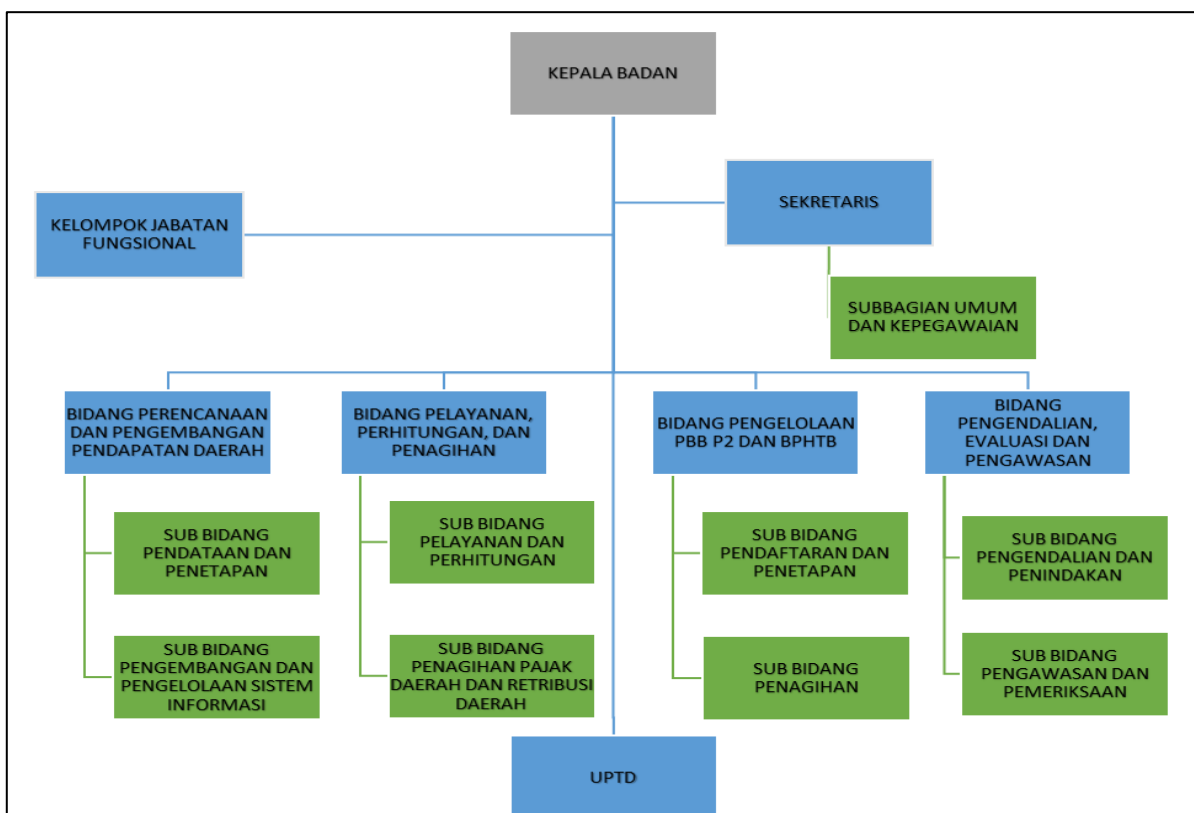 KEPALA BADAN
SEKRETARIS
KELOMPOK JABATAN
FUNGSIONAL
SUBBAGIAN UMUM
DAN KEPEGAWAIAN
BIDANG PERENCANAAN
DAN PENGEMBANGAN
PENDAPATAN DAERAH
BIDANG PELAYANAN,
PERHITUNGAN, DAN
PENAGIHAN
BIDANG PENGELOLAAN
PBB P2 DAN BPHTB
BIDANG
PENGENDALIAN,
EVALUASI DAN
PENGAWASAN
SUB BIDANG
PENDATAAN DAN
PENETAPAN
SUB BIDANG
PELAYANAN DAN
PERHITUNGAN
SUB BIDANG
PENDAFTARAN DAN
PENETAPAN
SUB BIDANG
PENGENDALIAN DAN
PENINDAKAN
SUB BIDANG
PENGEMBANGAN DAN
PENGELOLAAN SISTEM
INFORMASI
SUB BIDANG
PENAGIHAN PAJAK
DAERAH DAN RETRIBUSI
DAERAH
SUB BIDANG
PENAGIHAN
SUB BIDANG
PENGAWASAN DAN
PEMERIKSAAN
UPTD